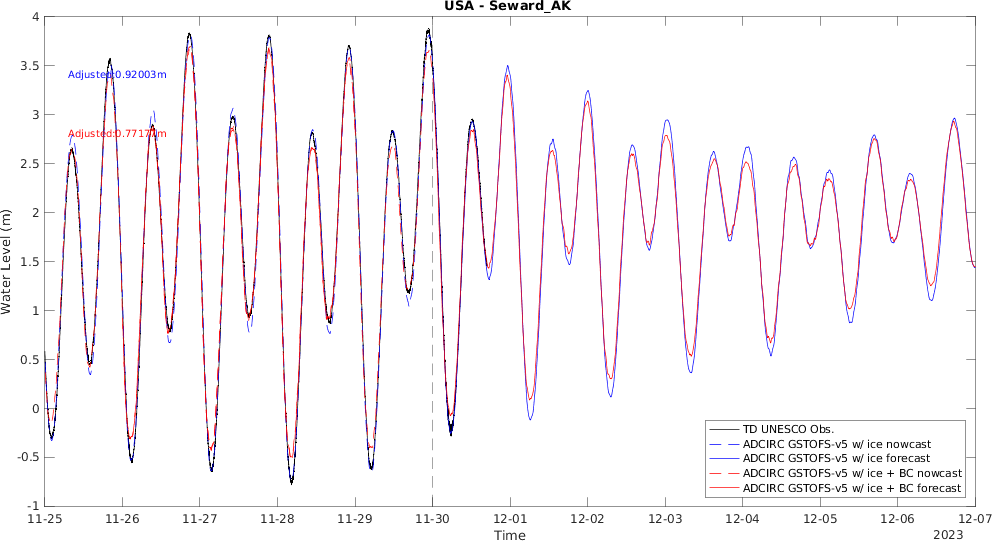 USA - Seward_AK
4
3.5
3
2.5
2
1.5
1
0.5
0
-0.5
-1
Water Level (m)
Adjusted:0.92003m
TD UNESCO Obs.
ADCIRC GSTOFS-v5 w/ ice nowcast
ADCIRC GSTOFS-v5 w/ ice forecast
ADCIRC GSTOFS-v5 w/ ice + BC nowcast
ADCIRC GSTOFS-v5 w/ ice + BC forecast
11-25 11-26 11-27 11-28 11-29 11-30 12-01 12-02 12-03 12-04 12-05 12-06 12-07
Time
2023